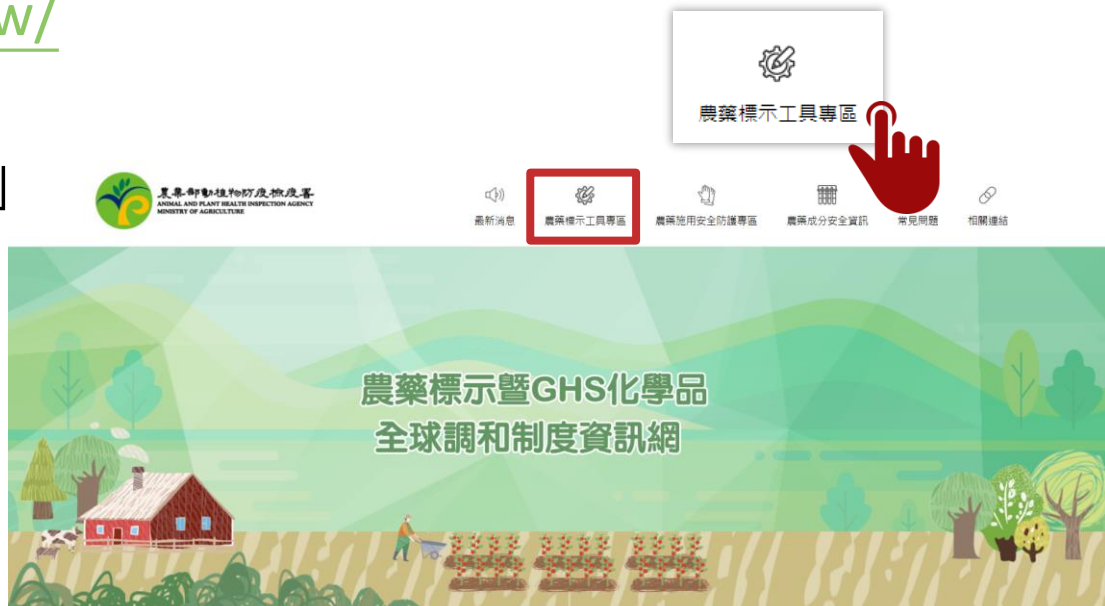 w/
農藥標示工具專區
農業部動植物防疫檢疫署
ANIMAL AND PLANT HEALTH INSPECTION AGENCY
MINISTRY OF AGRICULTURE
最新消息
農藥標示工具專區
農藥施用安全防護專區
農藥成分安全資訊
常見問題
相關連結
農藥標示暨GHS化學品
全球調和制度資訊網